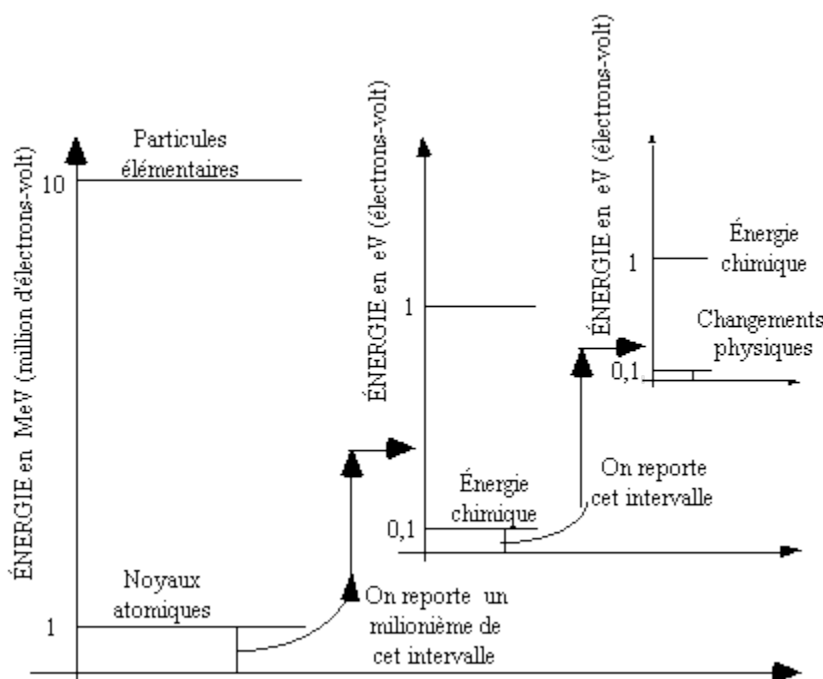 ÉNERGIE en MeV (million d'électrons-volt)
10
Particules
élémentaires
1
Noyaux
atomiques
On reporte un
milionième de
cet intervalle
ÉNERGIE en eV (électrons-volt)
1
0,1
Énergie
chimique
On reporte
cet intervalle
ÉNERGIE en eV (électrons-volt)
1
Énergie
chimique
Changements
physiques
0,1